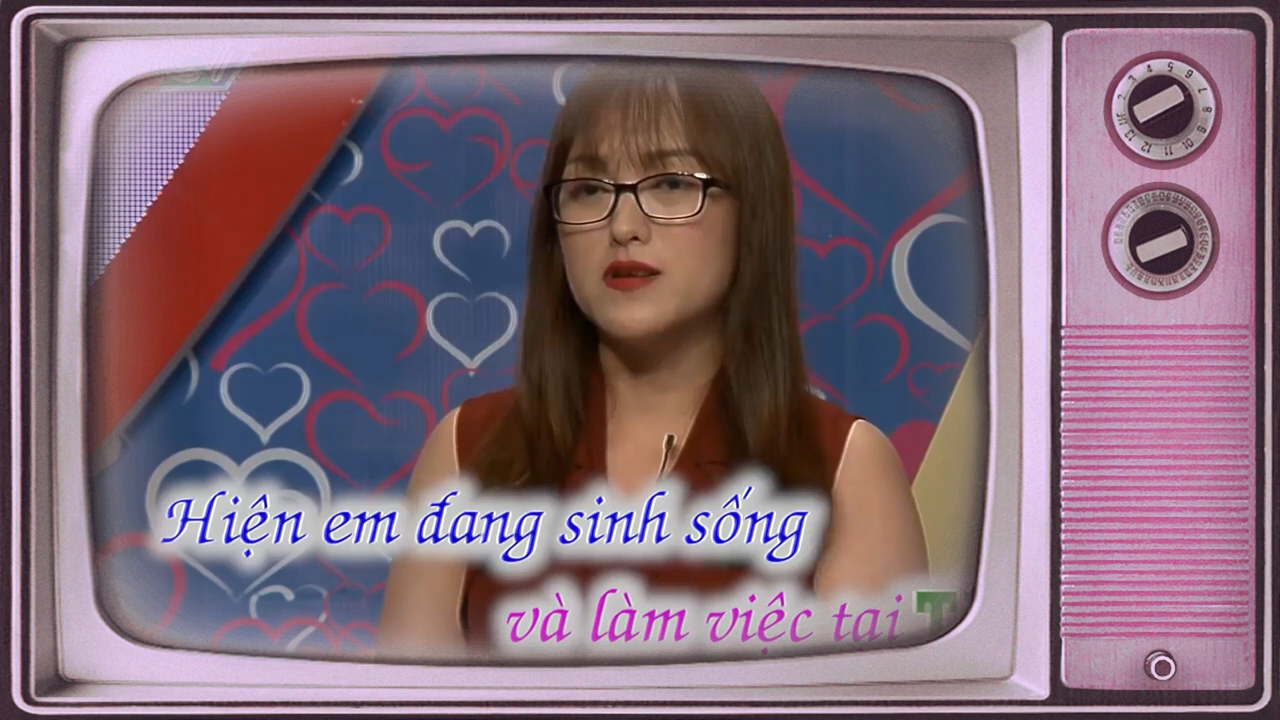 Hiện em đang sinh sống
và làm việc tại T